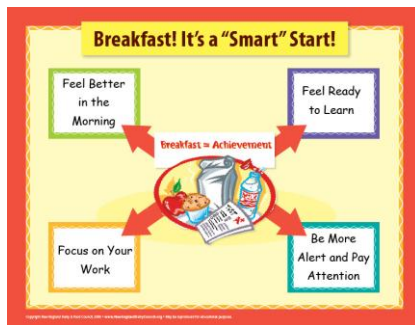 Breakfast! It's a "Smart" Start!
Feel Better
in the
Morning
Feel Ready
to Learn
Breakfast = Achievement
Focus on Your
Work
Be More
Alert and Pay
Attention